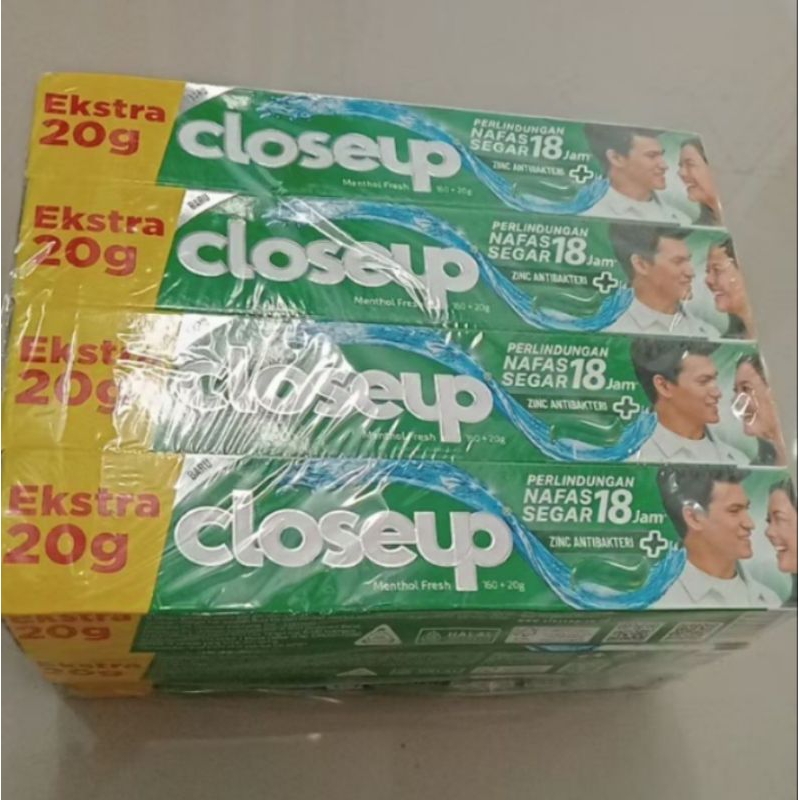 Ekstra
20g
closeup
Menthol Fresh 160 + 20g
PERLINDUNGAN
NAFAS
SEGAR 18 Jam
ZINC ANTIBAKTERI +
Ekstra
20g
BARU
closeup
Menthol Fresh 160 + 20g
PERLINDUNGAN
NAFAS
SEGAR 18 Jam
ZINC ANTIBAKTERI +
Ekstra
20g
closeup
Menthol Fresh 160 + 20g
PERLINDUNGAN
NAFAS
SEGAR 18 Jam
ZINC ANTIBAKTERI +
Ekstra
20g
BARU
closeup
Menthol Fresh 160 + 20g
PERLINDUNGAN
NAFAS
SEGAR 18 Jam
ZINC ANTIBAKTERI +
20g
HALAL
Ekstra
20g